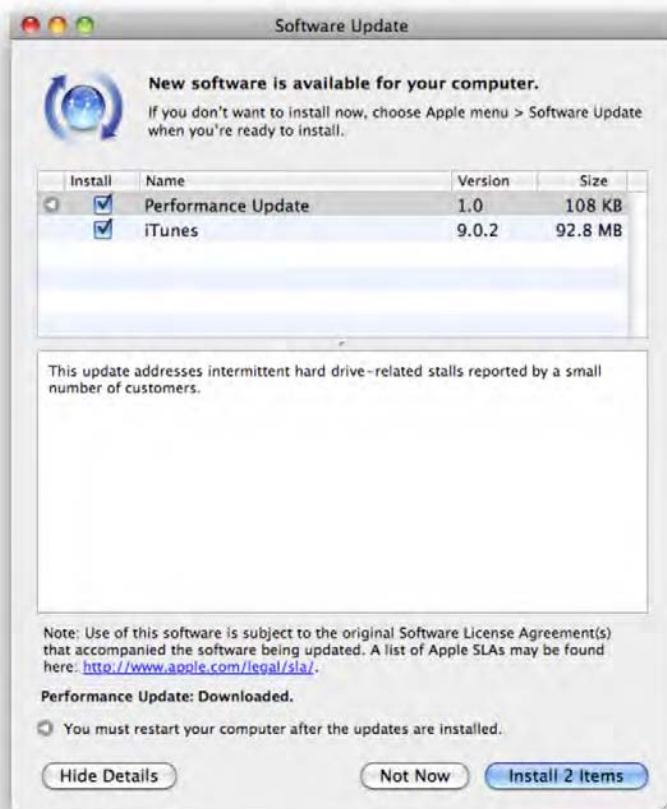 Software Update
New software is available for your computer.
If you don't want to install now, choose Apple menu > Software Update
when you're ready to install.
Install Name Version Size
Performance Update 1.0 108 KB
iTunes 9.0.2 92.8 MB
This update addresses intermittent hard drive-related stalls reported by a small
number of customers.
Note: Use of this software is subject to the original Software License Agreement(s)
that accompanied the software being updated. A list of Apple SLAs may be found
here: http://www.apple.com/legal/sla/.
Performance Update: Downloaded.
You must restart your computer after the updates are installed.
Hide Details Not Now Install 2 Items